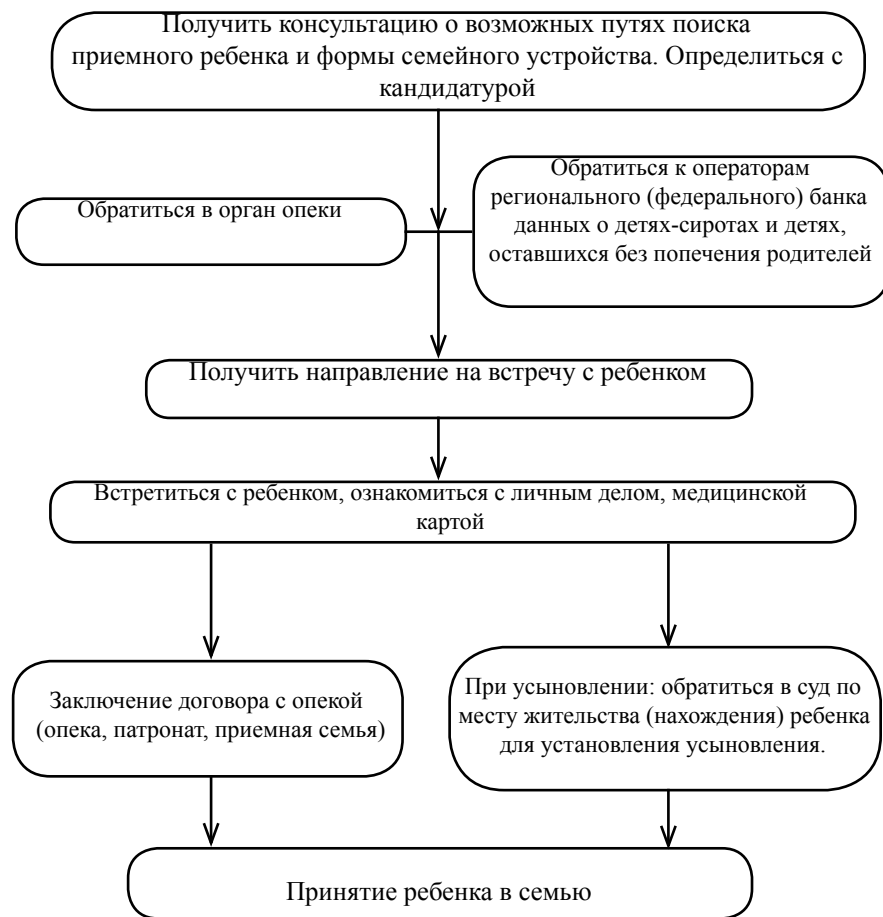 Получить консультацию о возможных путях поиска
приемного ребенка и формы семейного устройства. Определиться с
кандидатурой
Обратиться в орган опеки
Обратиться к операторам
регионального (федерального) банка
данных о детях-сиротах и детях,
оставшихся без попечения родителей
Получить направление на встречу с ребенком
Встретиться с ребенком, ознакомиться с личным делом, медицинской
картой
Заключение договора с опекой
(опека, патронат, приемная семья)
При усыновлении: обратиться в суд по
месту жительства (нахождения) ребенка
для установления усыновления.
Принятие ребенка в семью